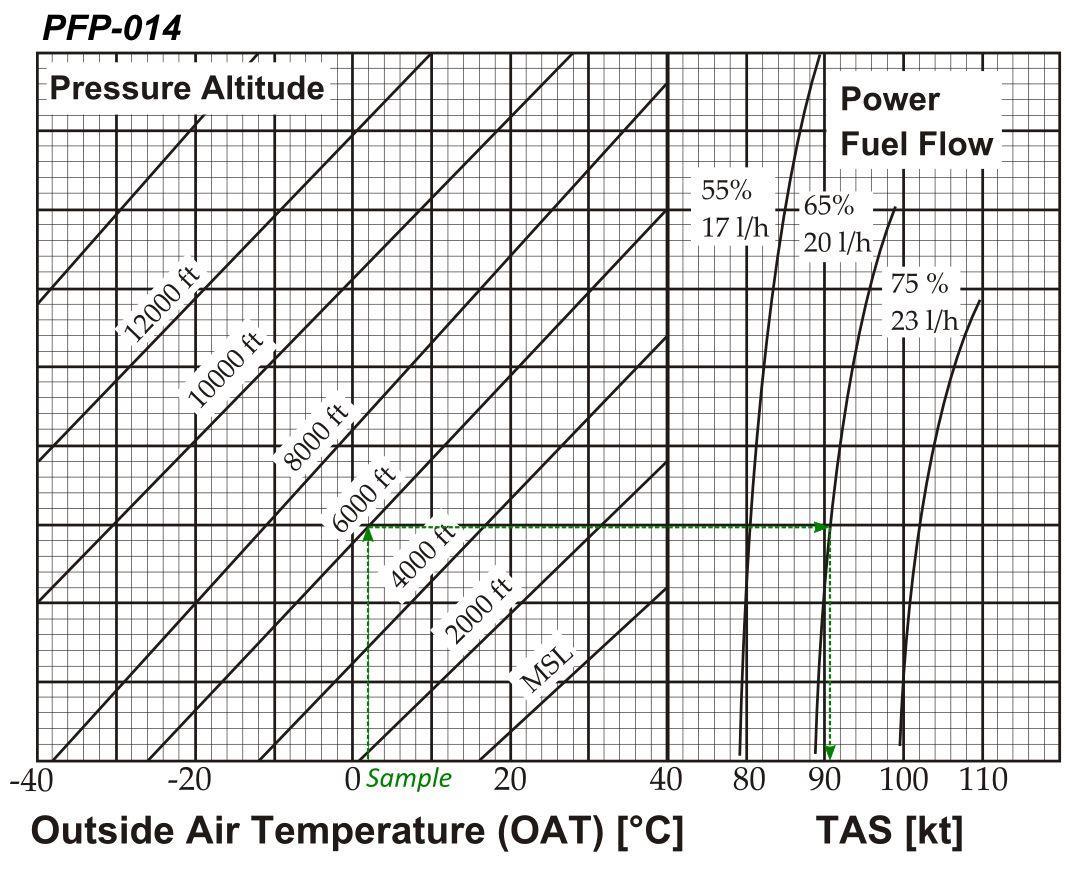 PFP-014
Pressure Altitude
Power
Fuel Flow
55%
17 l/h
65%
20 l/h
75 %
23 l/h
12000 ft
10000 ft
8000 ft
6000 ft
4000 ft
2000 ft
MSL
-40 -20 0 Sample 20 40 80 90 100 110
Outside Air Temperature (OAT) [°C] TAS [kt]